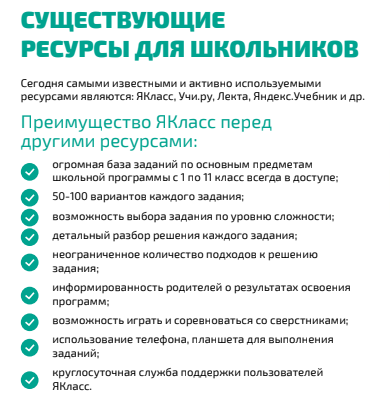 СУЩЕСТВУЮЩИЕ
РЕСУРСЫ ДЛЯ ШКОЛЬНИКОВ
Сегодня самыми известными и активно используемыми
ресурсами являются: ЯКласс, Учи.ру, Лекта, Яндекс.Учебник и др.
Преимущество ЯКласс перед
другими ресурсами:
огромная база заданий по основным предметам
школьной программы с 1 по 11 класс всегда в доступе;
50-100 вариантов каждого задания;
возможность выбора задания по уровню сложности;
детальный разбор решения каждого задания;
неограниченное количество подходов к решению
задания;
информированность родителей о результатах освоения
программ;
возможность играть и соревноваться со сверстниками;
использование телефона, планшета для выполнения
заданий;
круглосуточная служба поддержки пользователей
ЯКласс.